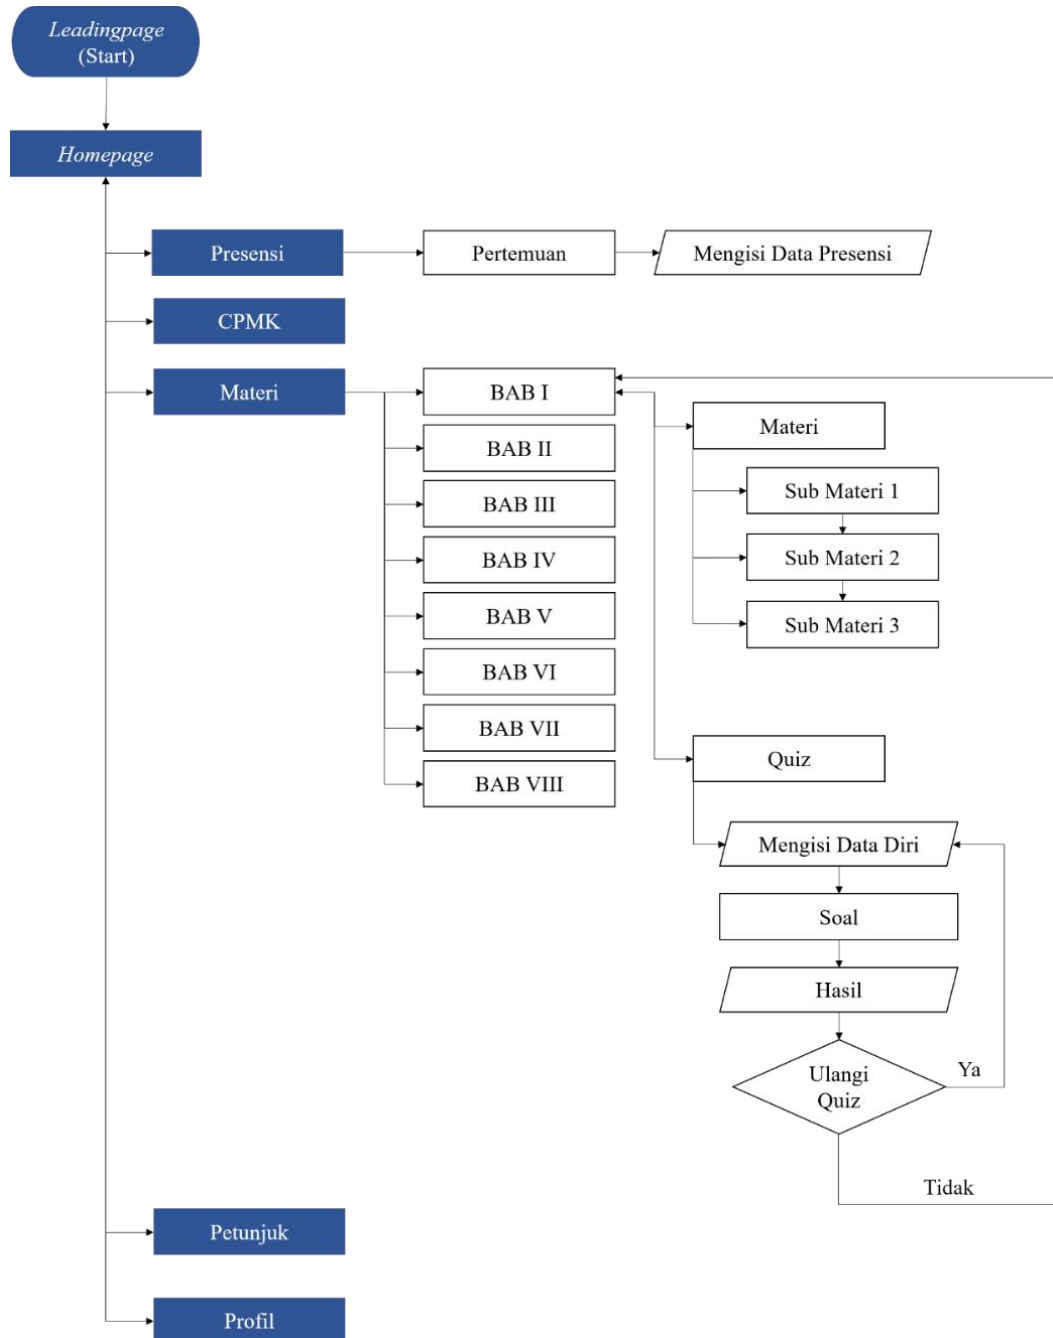 Leadingpage
(Start)
Homepage
Presensi
Pertemuan
Mengisi Data Presensi
CPMK
Materi
BAB I
BAB II
BAB III
BAB IV
BAB V
BAB VI
BAB VII
BAB VIII
Materi
Sub Materi 1
Sub Materi 2
Sub Materi 3
Quiz
Mengisi Data Diri
Soal
Hasil
Ulangi
Quiz
Ya
Tidak
Petunjuk
Profil